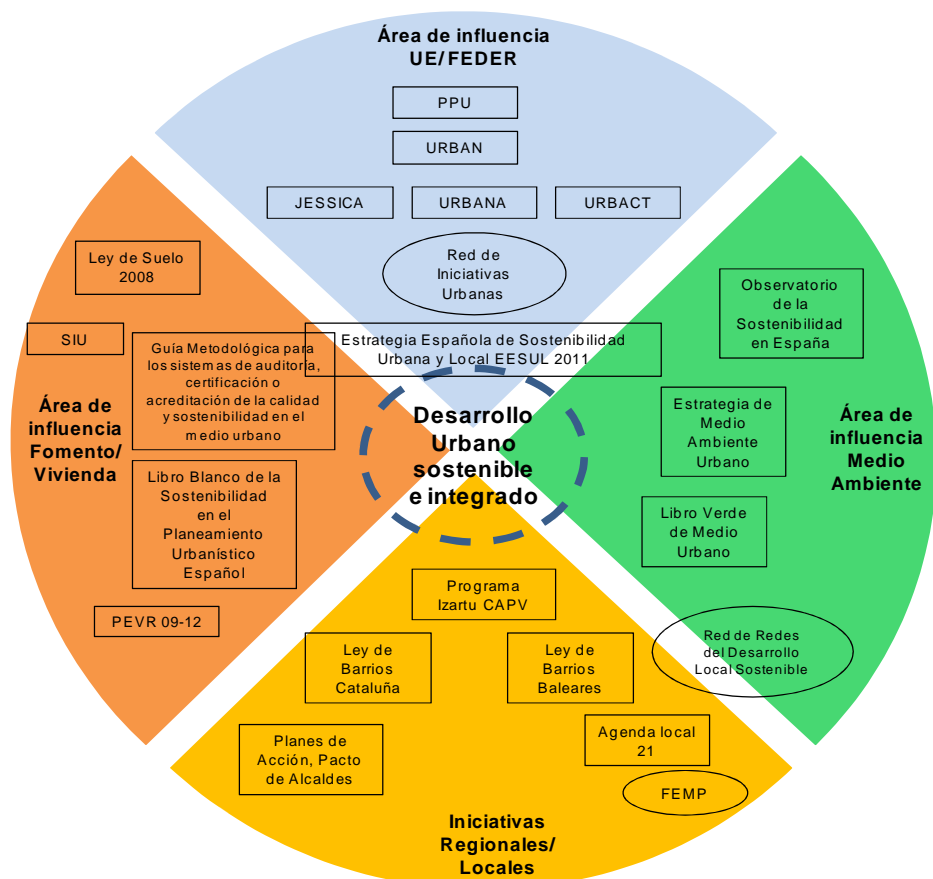 Área de influencia
UE/FEDER
PPU
URBAN
JESSICA
URBANA
URBACT
Red de
Iniciativas
Urbanas
Estrategia Española de Sostenibilidad
Urbana y Local EESUL 2011
Ley de Suelo
2008
SIU
Guía Metodológica para
los sistemas de auditoría,
certificación o
acreditación de la calidad
y sostenibilidad en el
medio urbano
Área de
influencia
Fomento/
Vivienda
Libro Blanco de la
Sostenibilidad
en el
Planeamiento
Urbanístico
Español
PEVR 09-12
Desarrollo
Urbano
sostenible
e integrado
Observatorio
de la
Sostenibilidad
en España
Estrategia de
Medio
Ambiente
Urbano
Área de
influencia
Medio
Ambiente
Libro Verde
de Medio
Urbano
Red de Redes
del Desarrollo
Local Sostenible
Programa
Izartu CAPV
Ley de
Barrios
Cataluña
Ley de
Barrios
Baleares
Planes de
Acción, Pacto
de Alcaldes
Agenda local
21
FEMP
Iniciativas
Regionales/
Locales